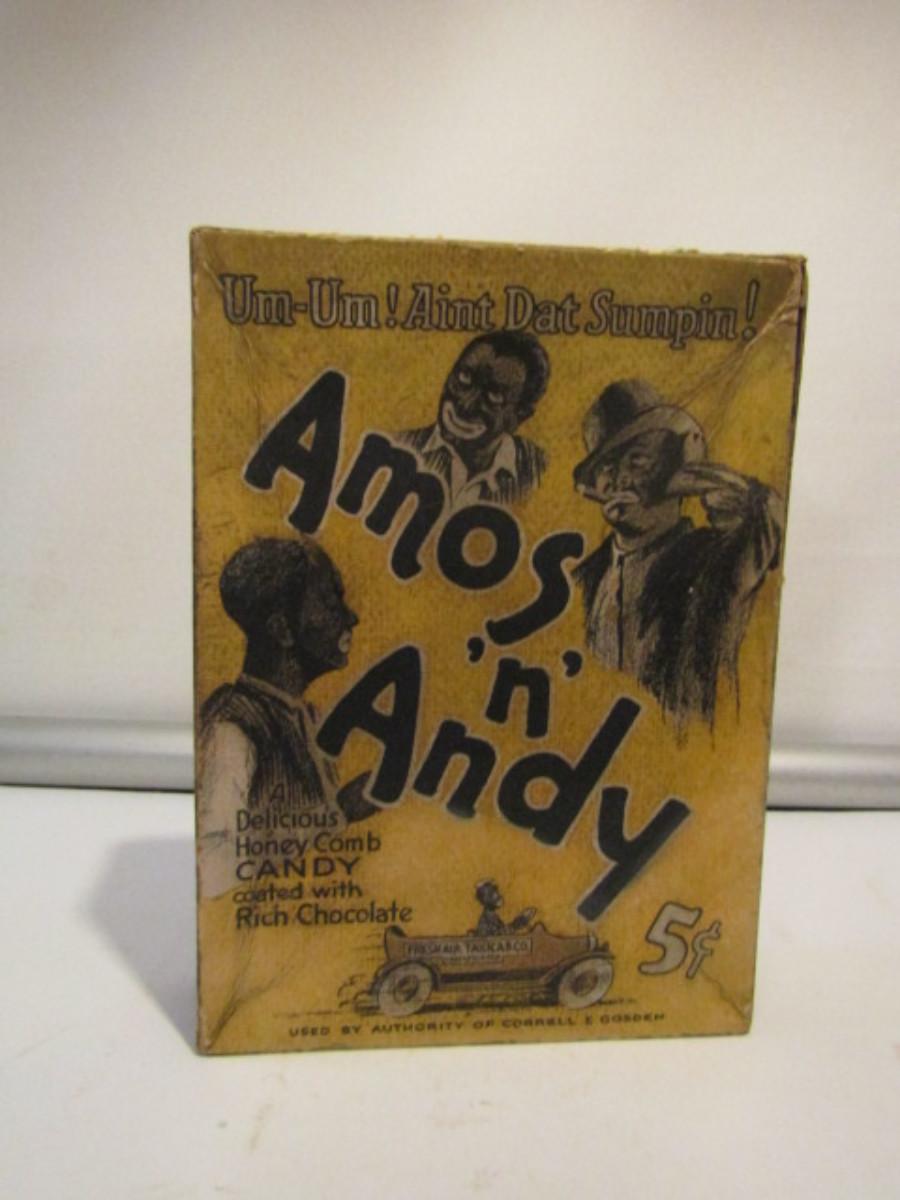 Um-Um! Aint Dat Sumpin!
Amos
'n'
Andy
A
Delicious
Honey Comb
CANDY
coated with
Rich Chocolate
FRESH AIR TAXICAB CO.
5¢
USED BY AUTHORITY OF CORRELL & GOSDEN